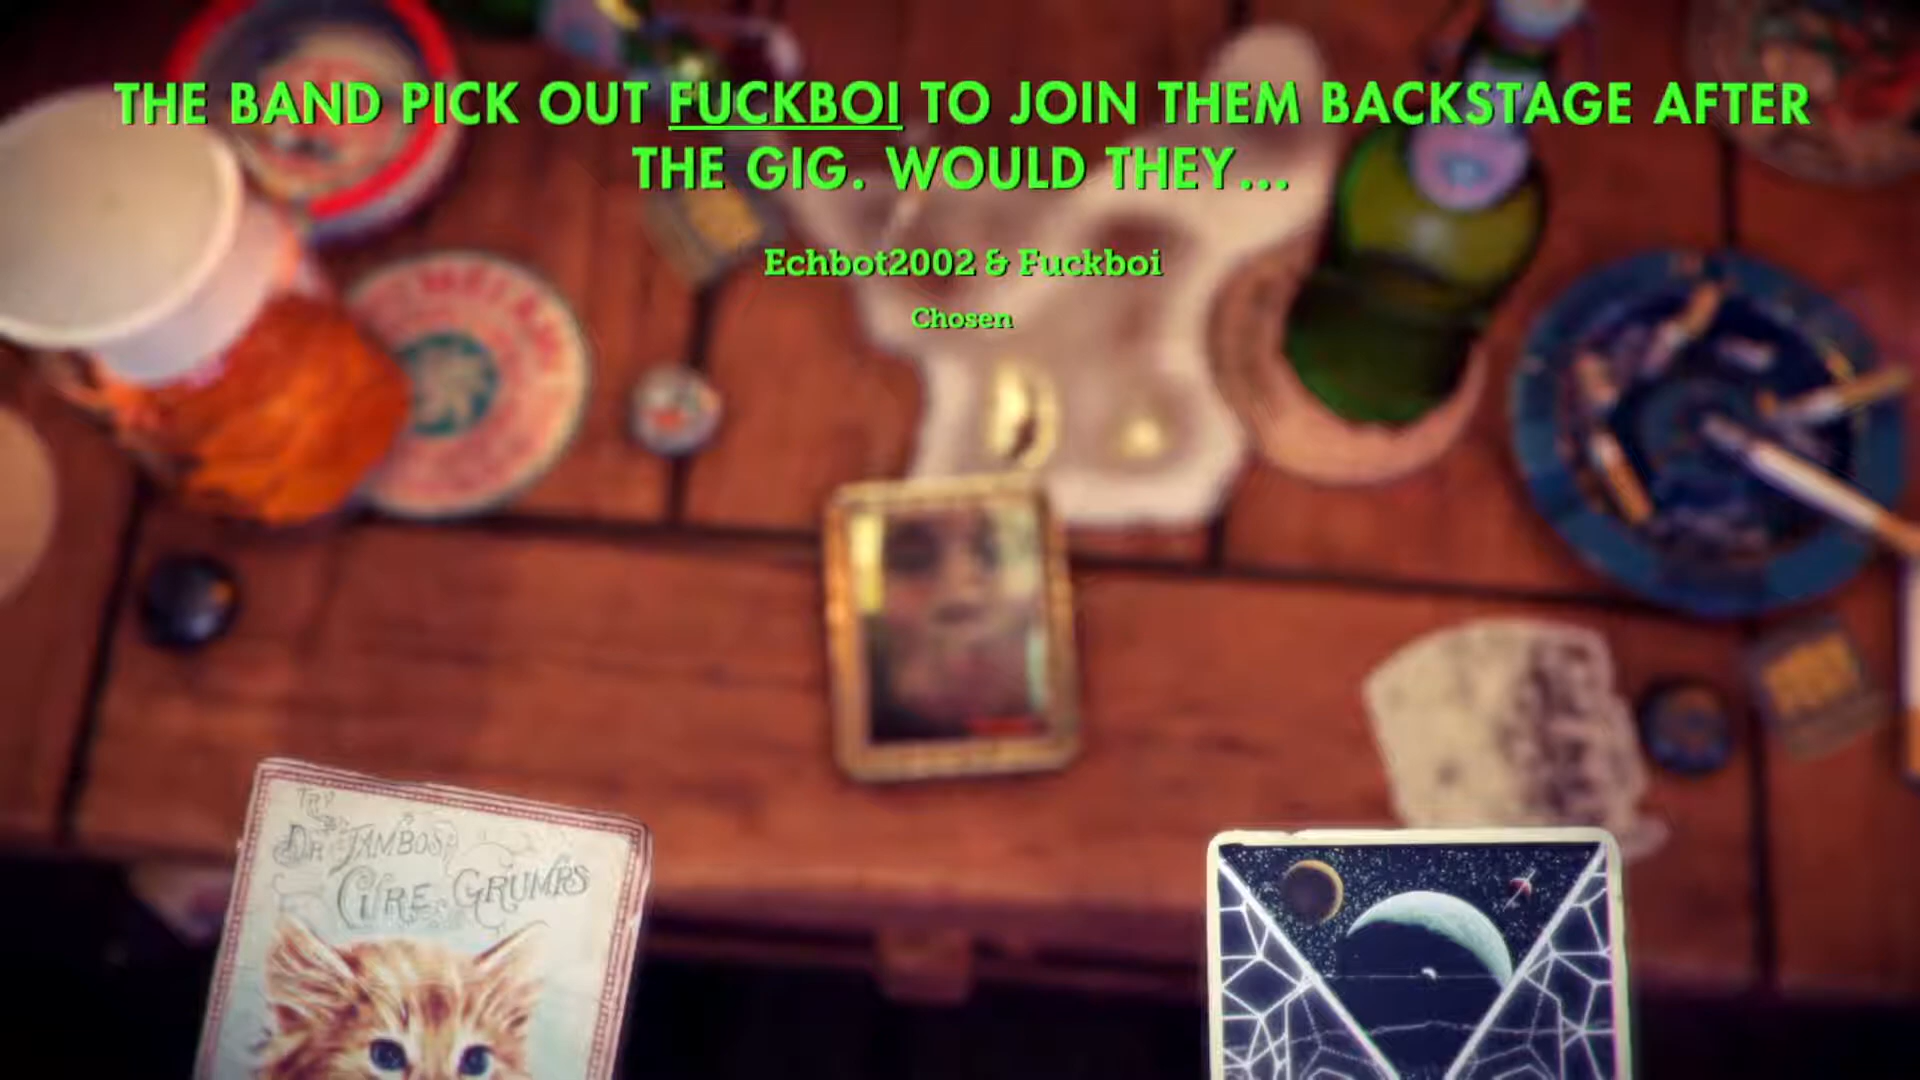 THE BAND PICK OUT FUCKBOI TO JOIN THEM BACKSTAGE AFTER
THE GIG. WOULD THEY...
Echbot2002 & Fuckboi
Chosen
TRY
DR JAMBOS'
CURES GRUMPS